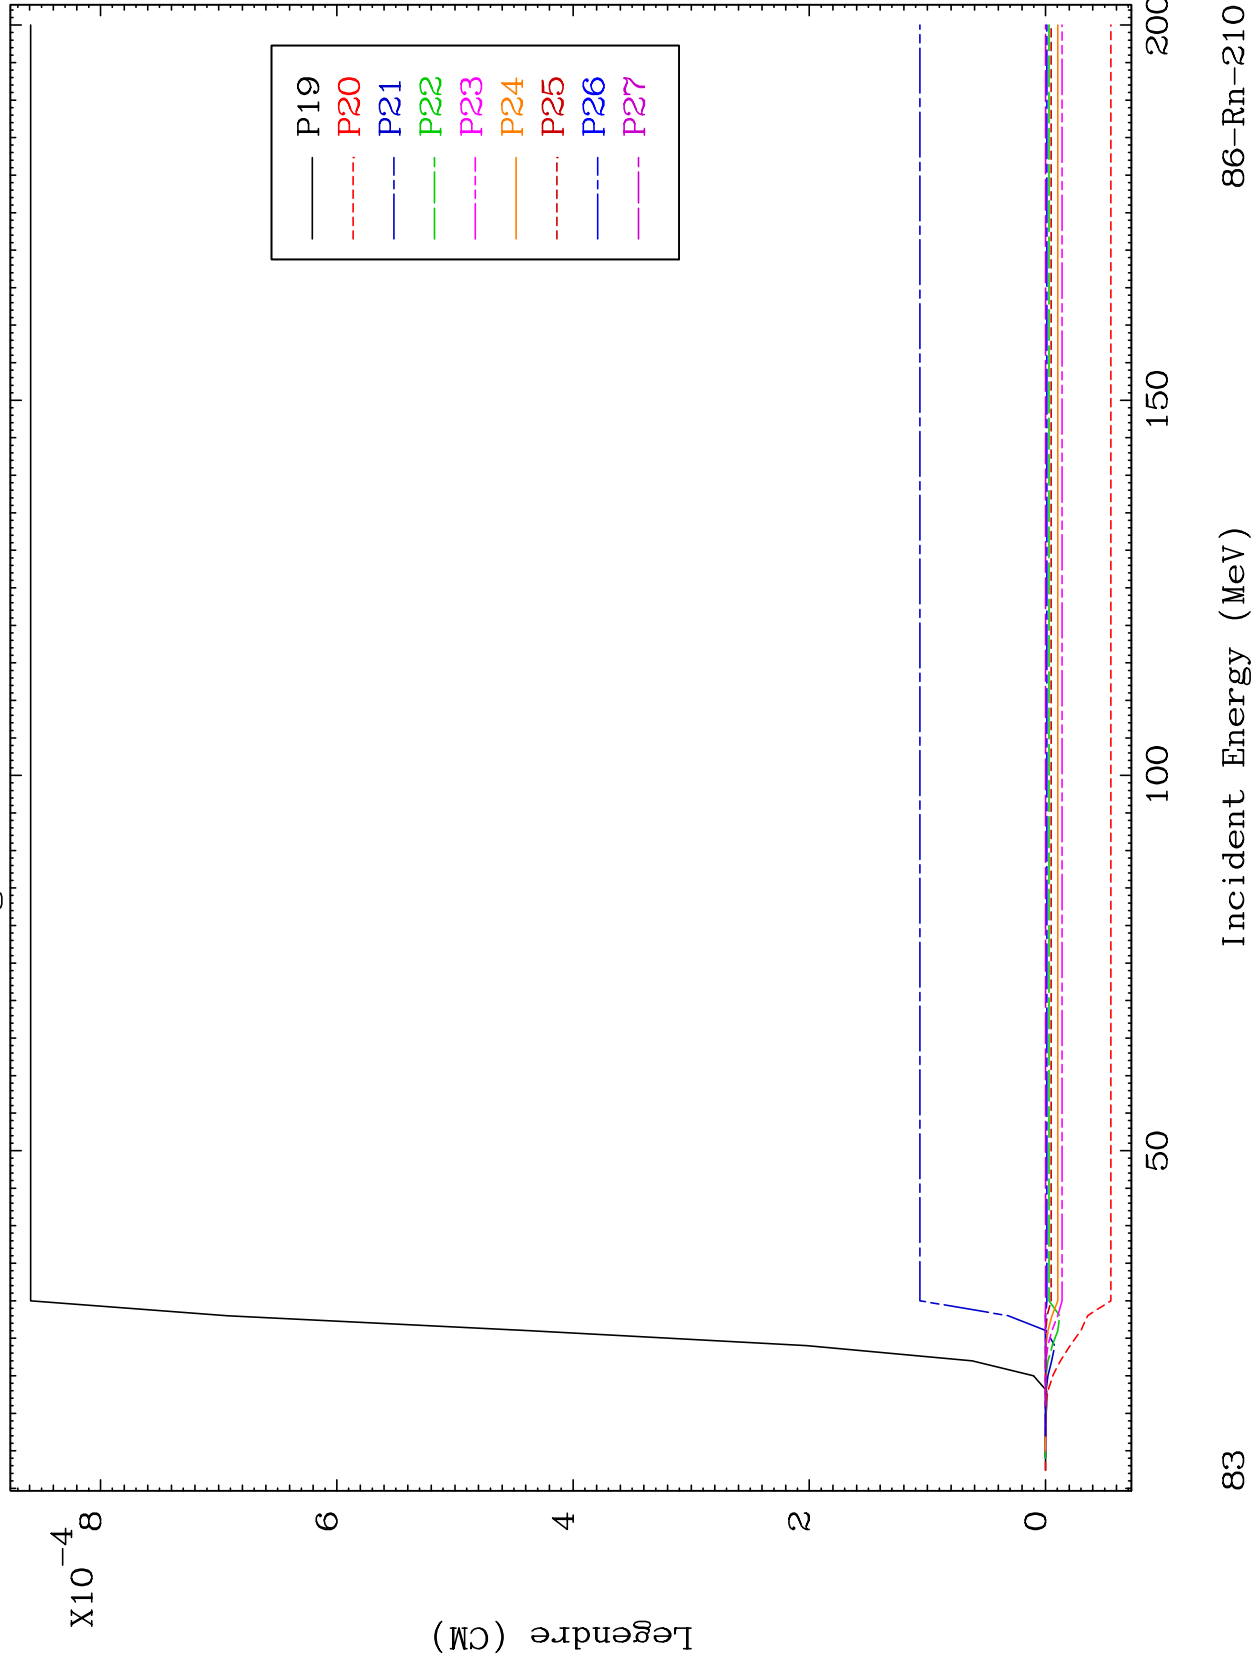 X10-4
8
6
4
2
0
Legendre (CM)
P19
P20
P21
P22
P23
P24
P25
P26
P27
50
100
150
200
Incident Energy (MeV)
83
86-Rn-210